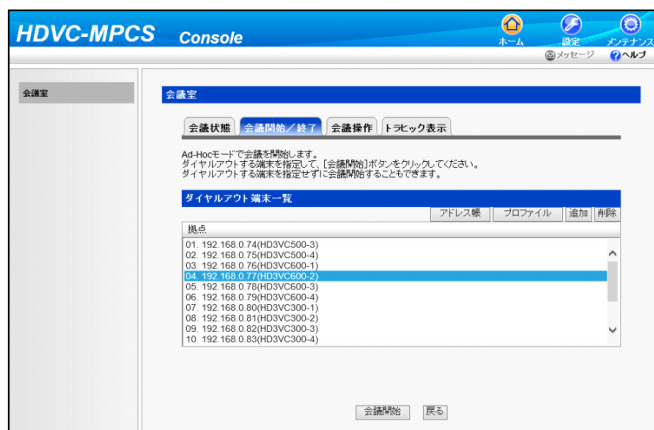 HDVC-MPCS Console
ホーム 設定 メンテナンス
メッセージ ヘルプ
会議室
会議室
会議状態 会議開始／終了 会議操作 トラヒック表示
Ad-Hocモードで会議を開始します。
ダイヤルアウトする端末を指定して、[会議開始]ボタンをクリックしてください。
ダイヤルアウトする端末を指定せずに会議開始することもできます。
ダイヤルアウト端末一覧
アドレス帳 プロファイル 追加 削除
拠点
01. 192.168.0.74(HD3VC500-3)
02. 192.168.0.75(HD3VC500-4)
03. 192.168.0.76(HD3VC600-1)
04. 192.168.0.77(HD3VC600-2)
05. 192.168.0.78(HD3VC600-3)
06. 192.168.0.79(HD3VC600-4)
07. 192.168.0.80(HD3VC300-1)
08. 192.168.0.81(HD3VC300-2)
09. 192.168.0.82(HD3VC300-3)
10. 192.168.0.83(HD3VC300-4)
会議開始 戻る